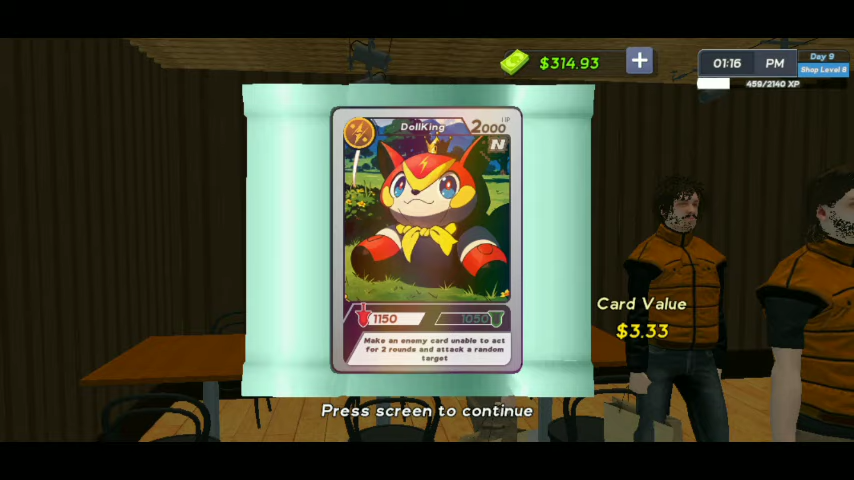 $314.93
+
01:16 PM
Day 9
Shop Level 8
459/2140 XP
DollKing
HP
2000
N
1150
1050
Make an enemy card unable to act
for 2 rounds and attack a random
target
Card Value
$3.33
Press screen to continue